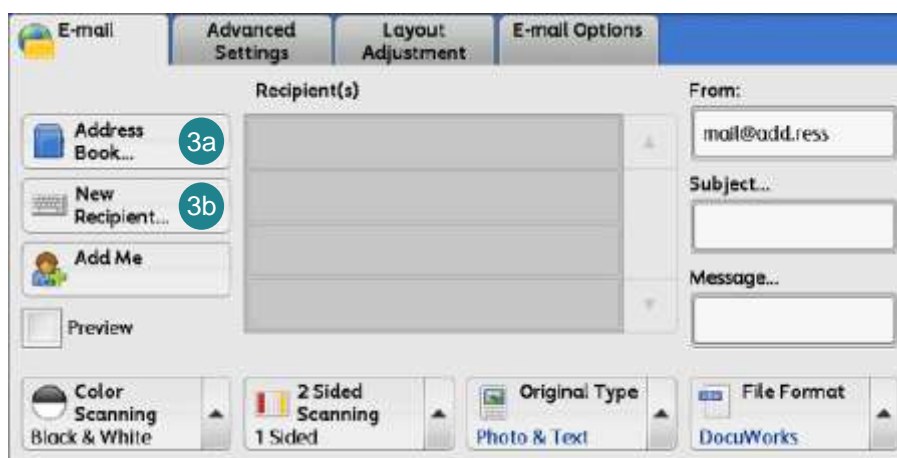 E-mail
Advanced
Settings
Layout
Adjustment
E-mail Options
Recipient(s)
From:
Address
Book...
3a
mail@add.ress
New
Recipient...
3b
Subject...
Add Me
Message...
Preview
Color
Scanning
Black & White
2 Sided
Scanning
1 Sided
Original Type
Photo & Text
File Format
DocuWorks